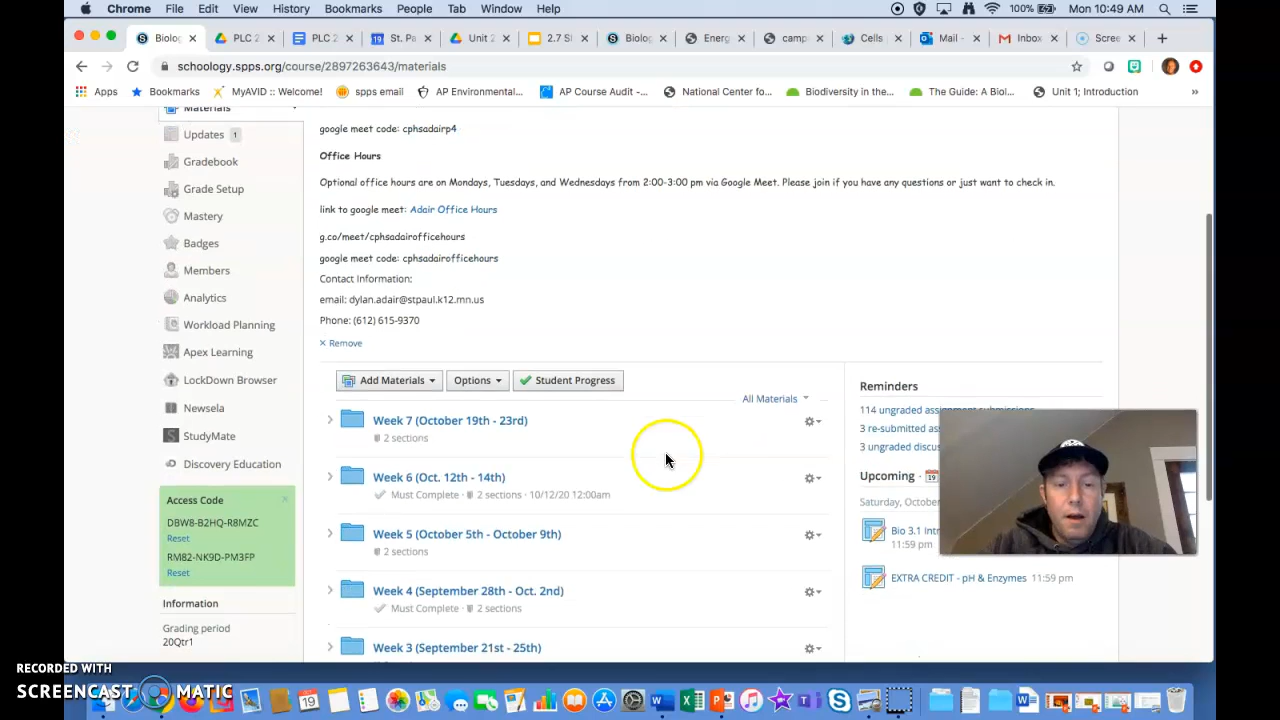 Chrome File Edit View History Bookmarks People Tab Window Help 100% Mon 10:49 AM
Biolog PLC 2 PLC 2 St. Pa Unit 2 2.7 Sl Biolog Energ camp Cells Mail - Inbox Scree
schoology.spps.org/course/2897263643/materials
Apps Bookmarks MyAVID :: Welcome! spps email AP Environmental... AP Course Audit -... National Center fo... Biodiversity in the... The Guide: A Biol... Unit 1; Introduction »
Materials
Updates 1
Gradebook
Grade Setup
Mastery
Badges
Members
Analytics
Workload Planning
Apex Learning
LockDown Browser
Newsela
StudyMate
Discovery Education
Access Code
DBW8-B2HQ-R8MZC
Reset
RM82-NK9D-PM3FP
Reset
Information
Grading period
20Qtr1
google meet code: cphsadairp4
Office Hours
Optional office hours are on Mondays, Tuesdays, and Wednesdays from 2:00-3:00 pm via Google Meet. Please join if you have any questions or just want to check in.
link to google meet: Adair Office Hours
g.co/meet/cphsadairofficehours
google meet code: cphsadairofficehours
Contact Information:
email: dylan.adair@stpaul.k12.mn.us
Phone: (612) 615-9370
× Remove
Add Materials Options Student Progress
All Materials
Week 7 (October 19th - 23rd)
2 sections
Week 6 (Oct. 12th - 14th)
Must Complete · 2 sections · 10/12/20 12:00am
Week 5 (October 5th - October 9th)
2 sections
Week 4 (September 28th - Oct. 2nd)
Must Complete · 2 sections
Week 3 (September 21st - 25th)
Reminders
114 ungraded assignment submissions
3 re-submitted ass
3 ungraded discus
Upcoming
Saturday, October
Bio 3.1 Intr
11:59 pm
EXTRA CREDIT - pH & Enzymes 11:59 pm
RECORDED WITH
SCREENCAST MATIC